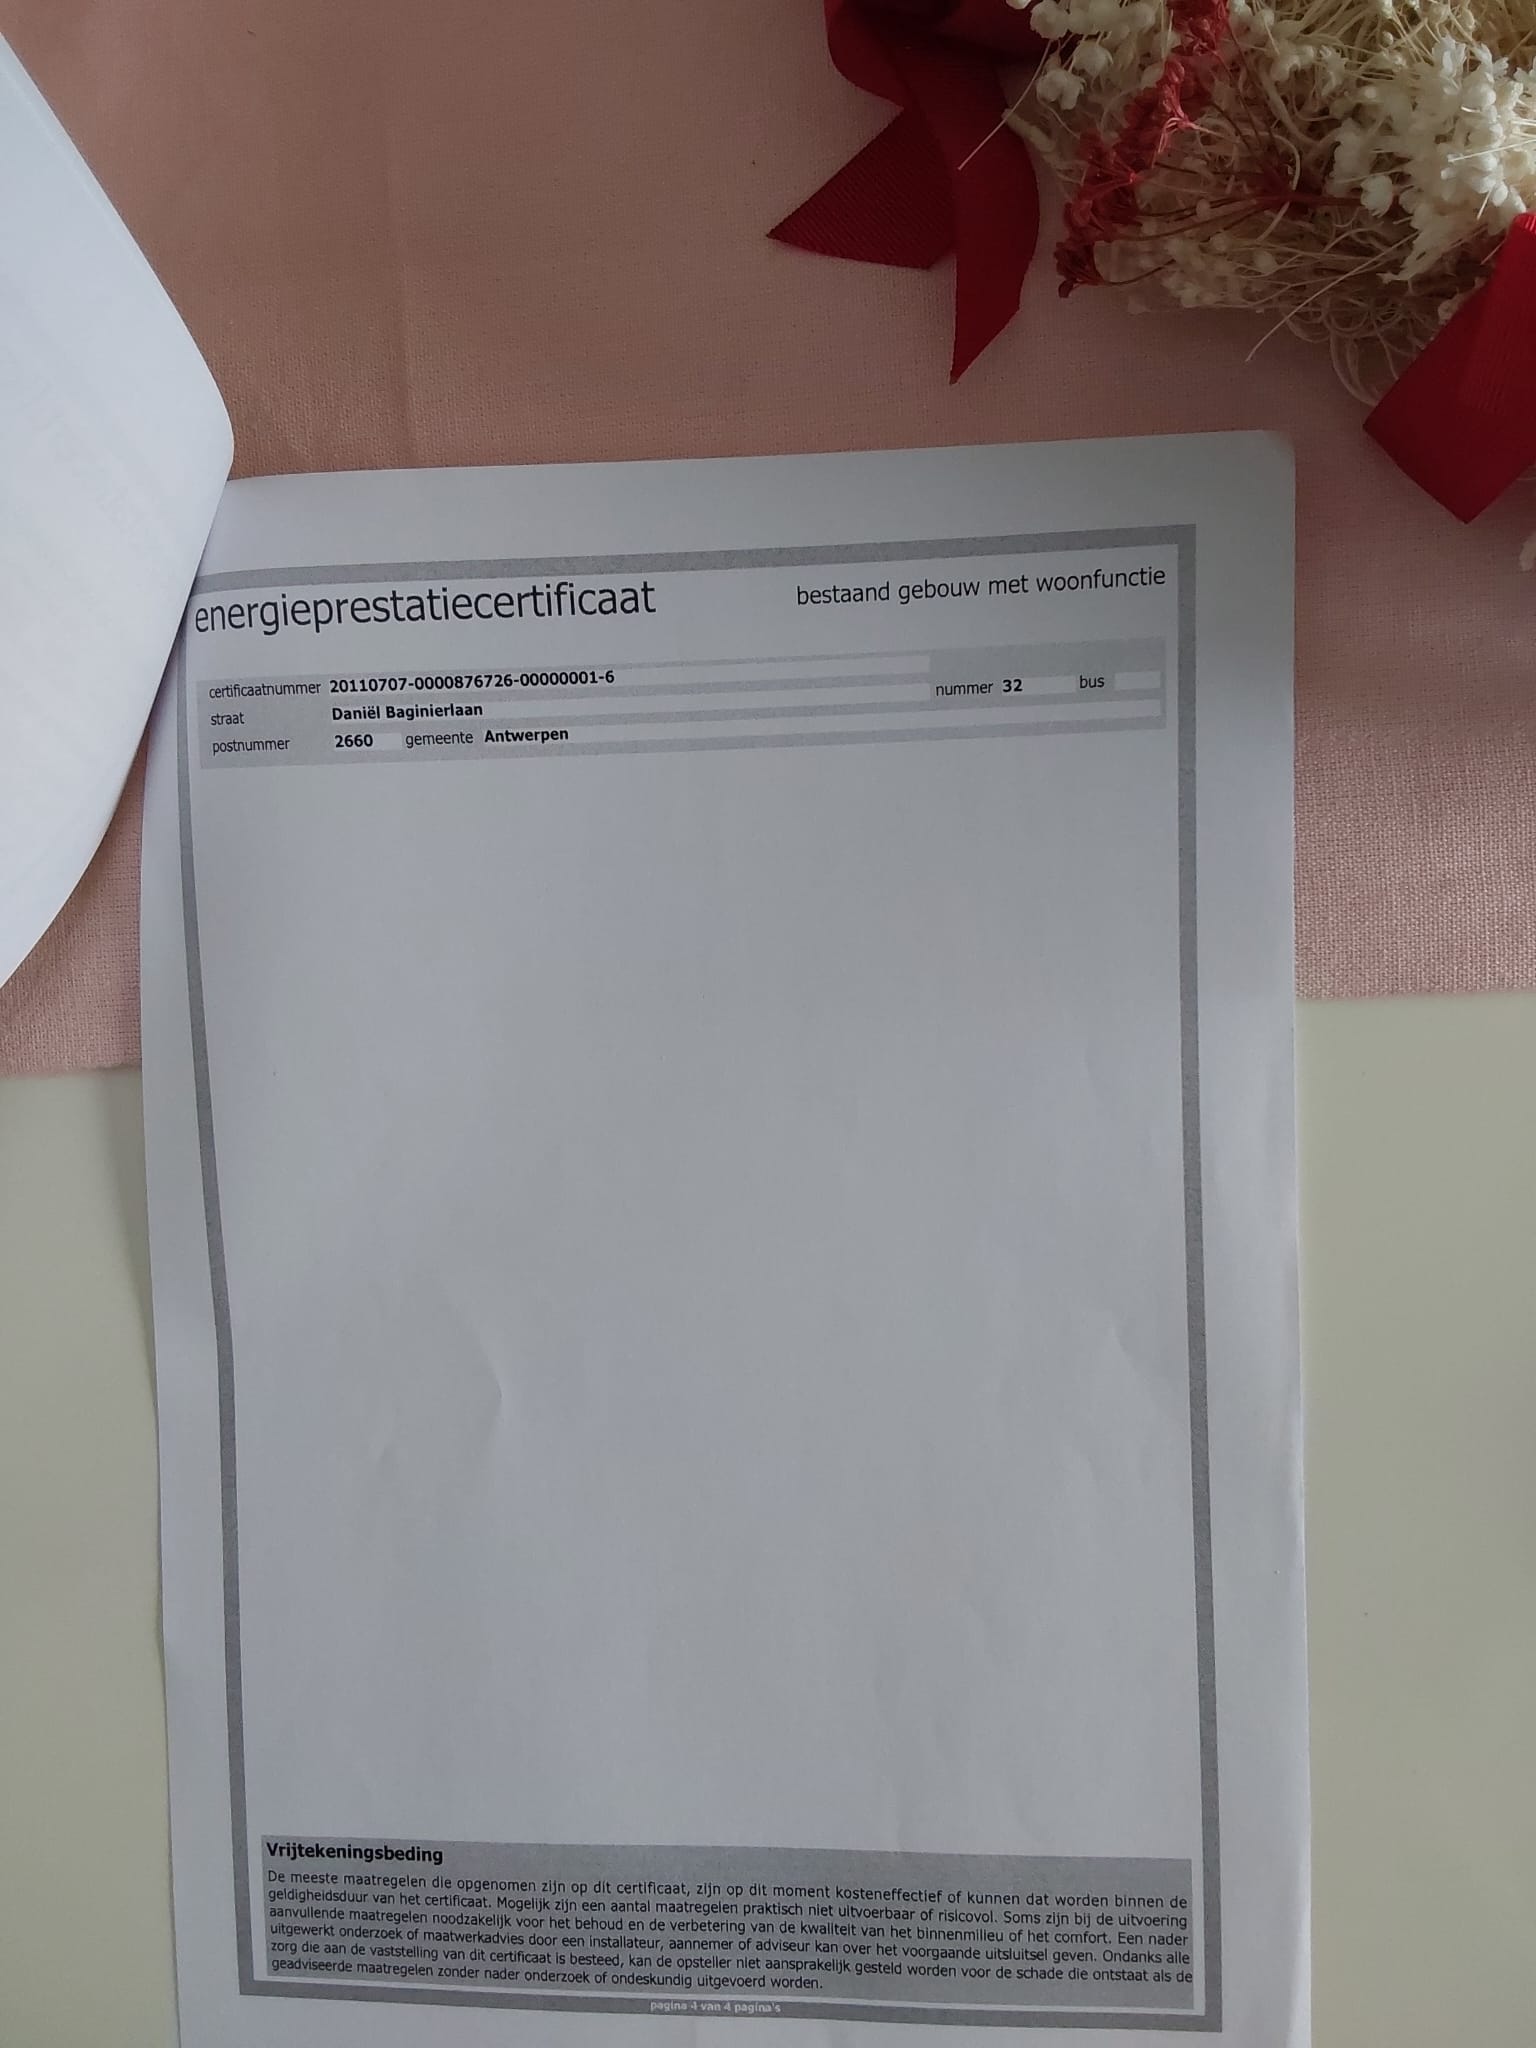 energieprestatiecertificaat
bestaand gebouw met woonfunctie
certificaatnummer 20110707-0000876726-00000001-6
straat Daniël Baginierlaan nummer 32 bus
postnummer 2660 gemeente Antwerpen
Vrijtekeningsbeding
De meeste maatregelen die opgenomen zijn op dit certificaat, zijn op dit moment kosteneffectief of kunnen dat worden binnen de
geldigheidsduur van het certificaat. Mogelijk zijn een aantal maatregelen praktisch niet uitvoerbaar of risicovol. Soms zijn bij de uitvoering
aanvullende maatregelen noodzakelijk voor het behoud en de verbetering van de kwaliteit van het binnenmilieu of het comfort. Een nader
uitgewerkt onderzoek of maatwerkadvies door een installateur, aannemer of adviseur kan over het voorgaande uitsluitsel geven. Ondanks alle
zorg die aan de vaststelling van dit certificaat is besteed, kan de opsteller niet aansprakelijk gesteld worden voor de schade die ontstaat als de
geadviseerde maatregelen zonder nader onderzoek of ondeskundig uitgevoerd worden.
pagina 4 van 4 pagina's